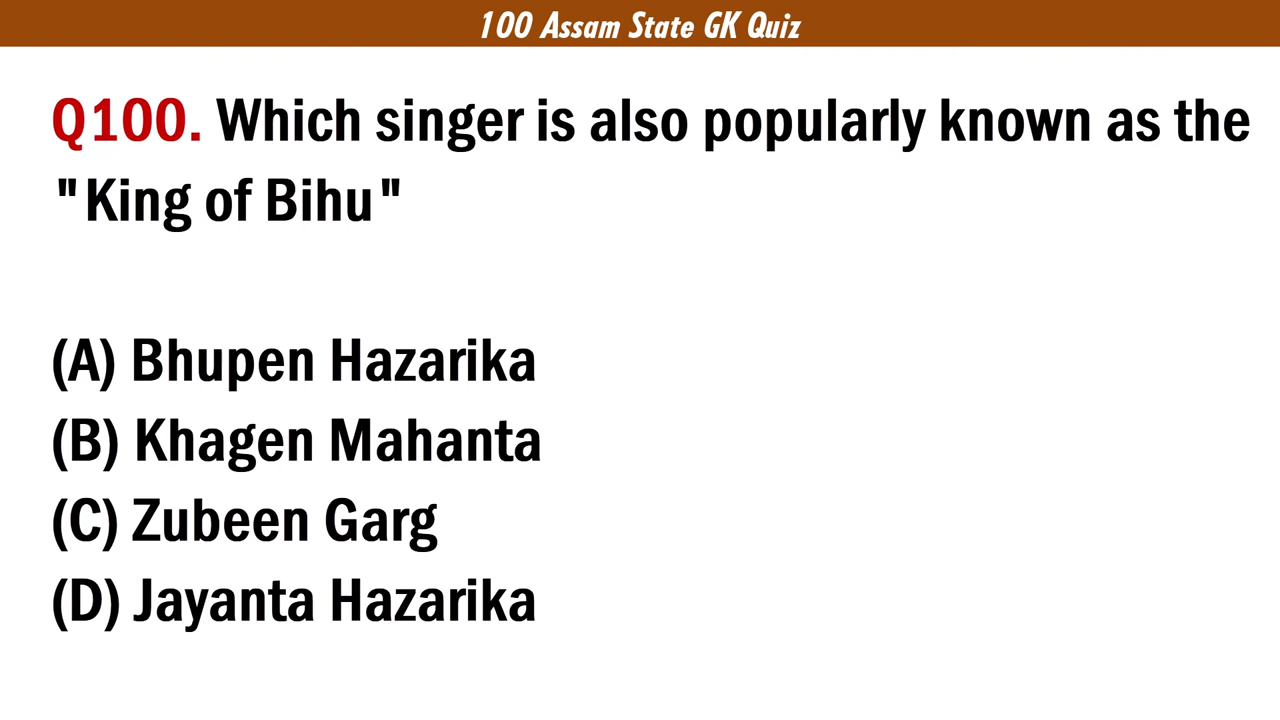 100 Assam State GK Quiz
Q100. Which singer is also popularly known as the
"King of Bihu"
(A) Bhupen Hazarika
(B) Khagen Mahanta
(C) Zubeen Garg
(D) Jayanta Hazarika